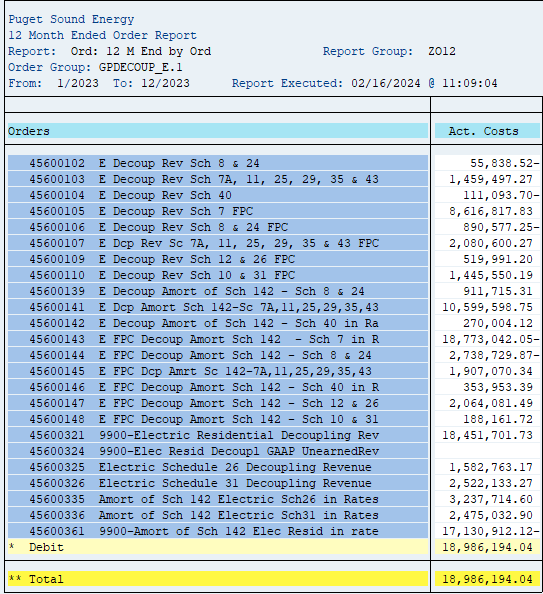 Puget Sound Energy
12 Month Ended Order Report
Report: Ord: 12 M End by Ord Report Group: ZO12
Order Group: GPDECOUP_E.1
From: 1/2023 To: 12/2023 Report Executed: 02/16/2024 @ 11:09:04
Orders Act. Costs
45600102 E Decoup Rev Sch 8 & 24 55,838.52-
45600103 E Decoup Rev Sch 7A, 11, 25, 29, 35 & 43 1,459,497.27
45600104 E Decoup Rev Sch 40 111,093.70-
45600105 E Decoup Rev Sch 7 FPC 8,616,817.83
45600106 E Decoup Rev Sch 8 & 24 FPC 890,577.25-
45600107 E Dcp Rev Sc 7A, 11, 25, 29, 35 & 43 FPC 2,080,600.27
45600109 E Decoup Rev Sch 12 & 26 FPC 519,991.20
45600110 E Decoup Rev Sch 10 & 31 FPC 1,445,550.19
45600139 E Decoup Amort of Sch 142 - Sch 8 & 24 911,715.31
45600141 E Dcp Amort Sch 142-Sc 7A,11,25,29,35,43 10,599,598.75
45600142 E Decoup Amort of Sch 142 - Sch 40 in Ra 270,004.12
45600143 E FPC Decoup Amort Sch 142 - Sch 7 in R 18,773,042.05-
45600144 E FPC Decoup Amort Sch 142 - Sch 8 & 24 2,738,729.87-
45600145 E FPC Dcp Amrt Sc 142-7A,11,25,29,35,43 1,907,070.34
45600146 E FPC Decoup Amort Sch 142 - Sch 40 in R 353,953.39
45600147 E FPC Decoup Amort Sch 142 - Sch 12 & 26 2,064,081.49
45600148 E FPC Decoup Amort Sch 142 - Sch 10 & 31 188,161.72
45600321 9900-Electric Residential Decoupling Rev 18,451,701.73
45600324 9900-Elec Resid Decoupl GAAP UnearnedRev
45600325 Electric Schedule 26 Decoupling Revenue 1,582,763.17
45600326 Electric Schedule 31 Decoupling Revenue 2,522,133.27
45600335 Amort of Sch 142 Electric Sch26 in Rates 3,237,714.60
45600336 Amort of Sch 142 Electric Sch31 in Rates 2,475,032.90
45600361 9900-Amort of Sch 142 Elec Resid in rate 17,130,912.12-
* Debit 18,986,194.04
** Total 18,986,194.04